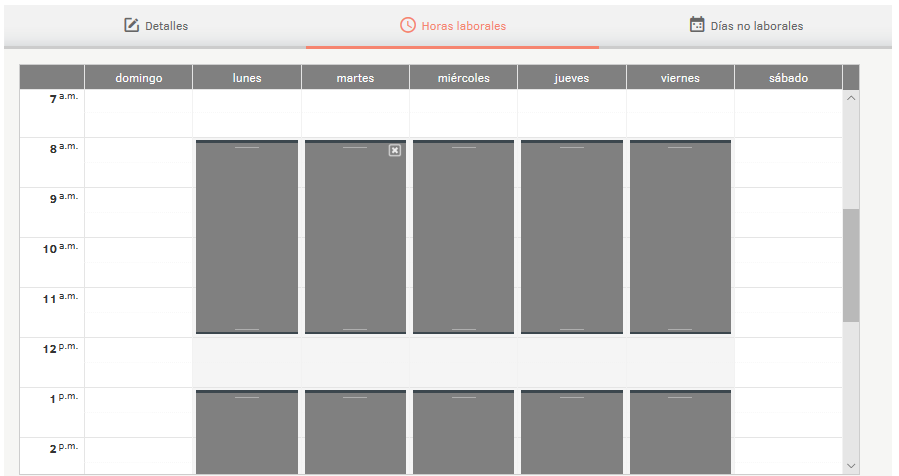 Detalles Horas laborales Días no laborales
domingo lunes martes miércoles jueves viernes sábado
7 a.m.
8 a.m.
9 a.m.
10 a.m.
11 a.m.
12 p.m.
1 p.m.
2 p.m.